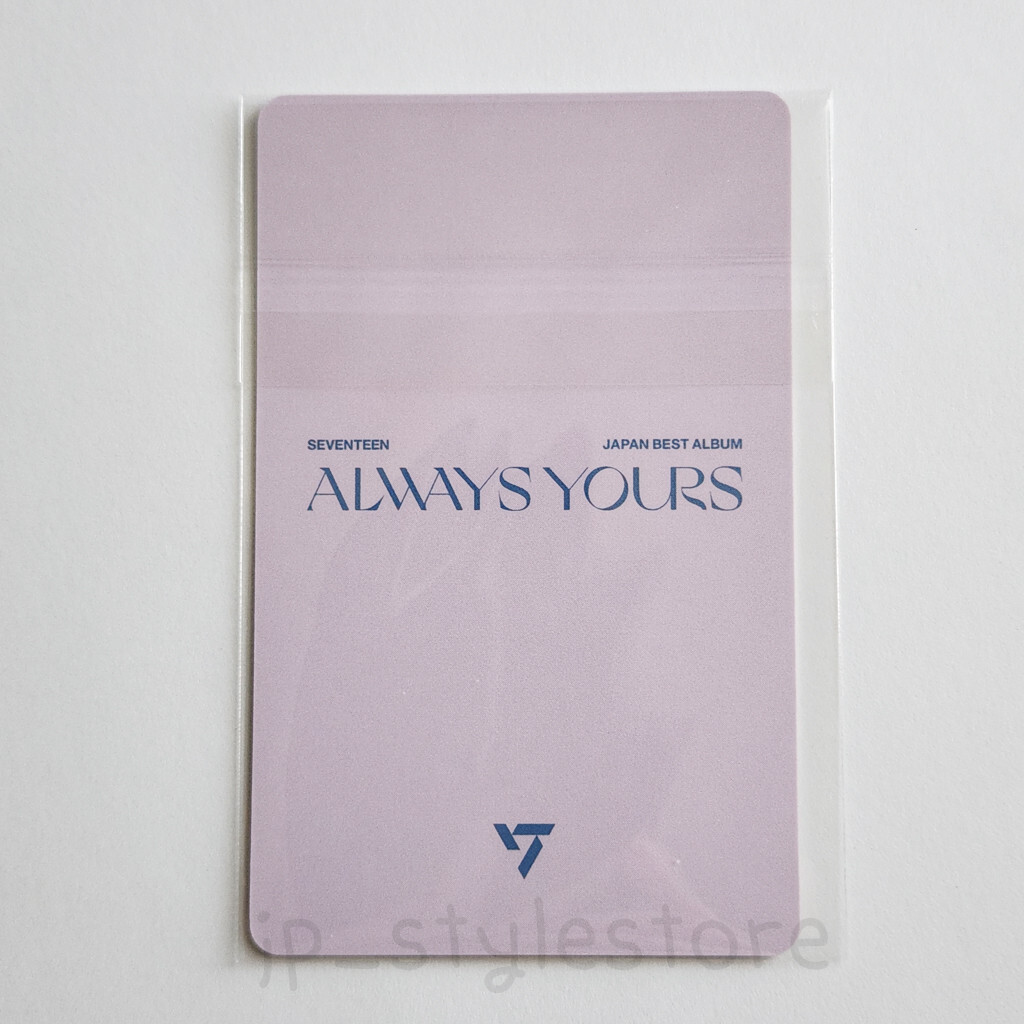 SEVENTEEN JAPAN BEST ALBUM
ALWAYS YOURS
jp_stylestore